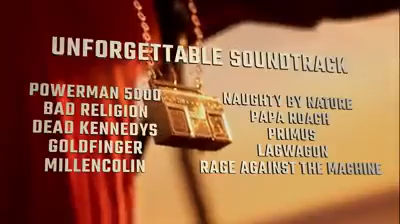 UNFORGETTABLE SOUNDTRACK
POWERMAN 5000
BAD RELIGION
DEAD KENNEDYS
GOLDFINGER
MILLENCOLIN
NAUGHTY BY NATURE
PAPA ROACH
PRIMUS
LAGWAGON
RAGE AGAINST THE MACHINE